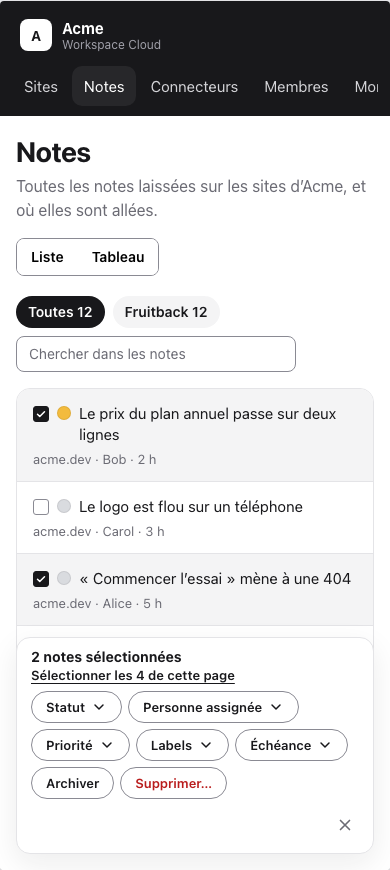 A
Acme
Workspace Cloud
Sites Notes Connecteurs Membres
Notes
Toutes les notes laissées sur les sites d’Acme, et
où elles sont allées.
Liste Tableau
Toutes 12 Fruitback 12
Chercher dans les notes
Le prix du plan annuel passe sur deux
lignes
acme.dev · Bob · 2 h
Le logo est flou sur un téléphone
acme.dev · Carol · 3 h
« Commencer l’essai » mène à une 404
acme.dev · Alice · 5 h
2 notes sélectionnées
Sélectionner les 4 de cette page
Statut Personne assignée
Priorité Labels Échéance
Archiver Supprimer...